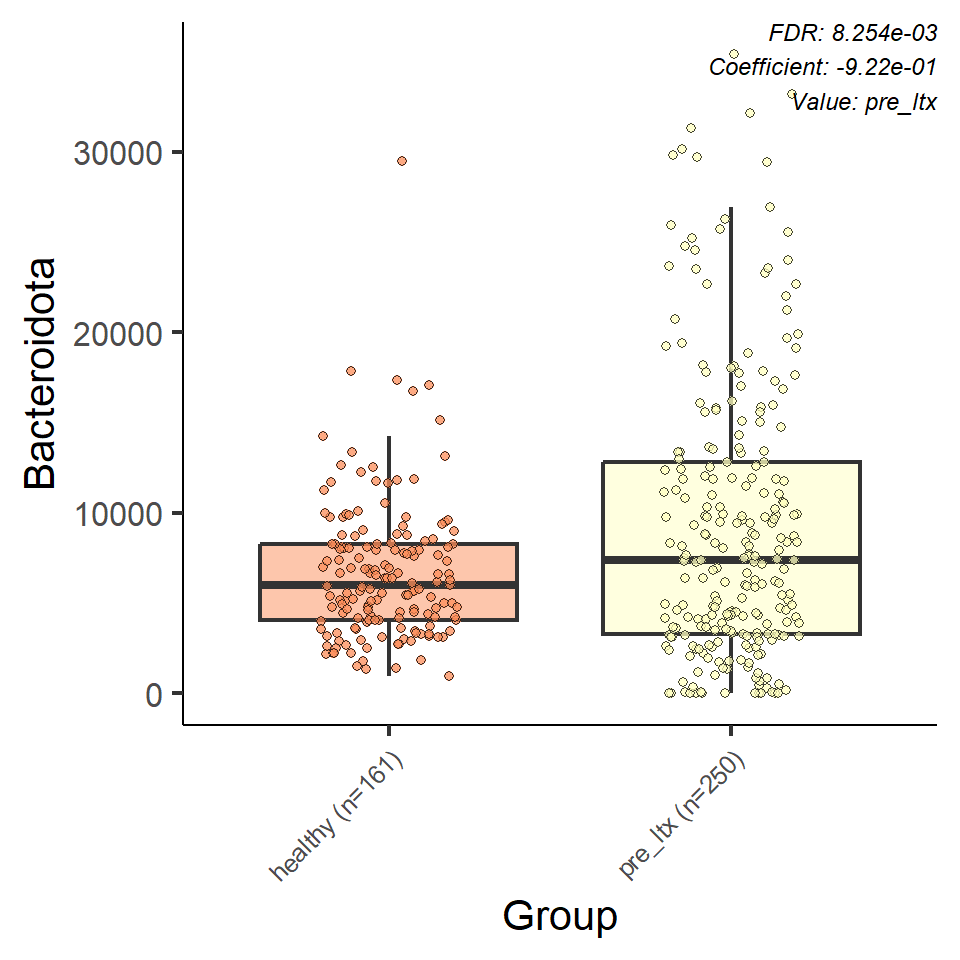 FDR: 8.254e-03
Coefficient: -9.22e-01
Value: pre_ltx
Bacteroidota
30000
20000
10000
0
healthy (n=161)
pre_ltx (n=250)
Group